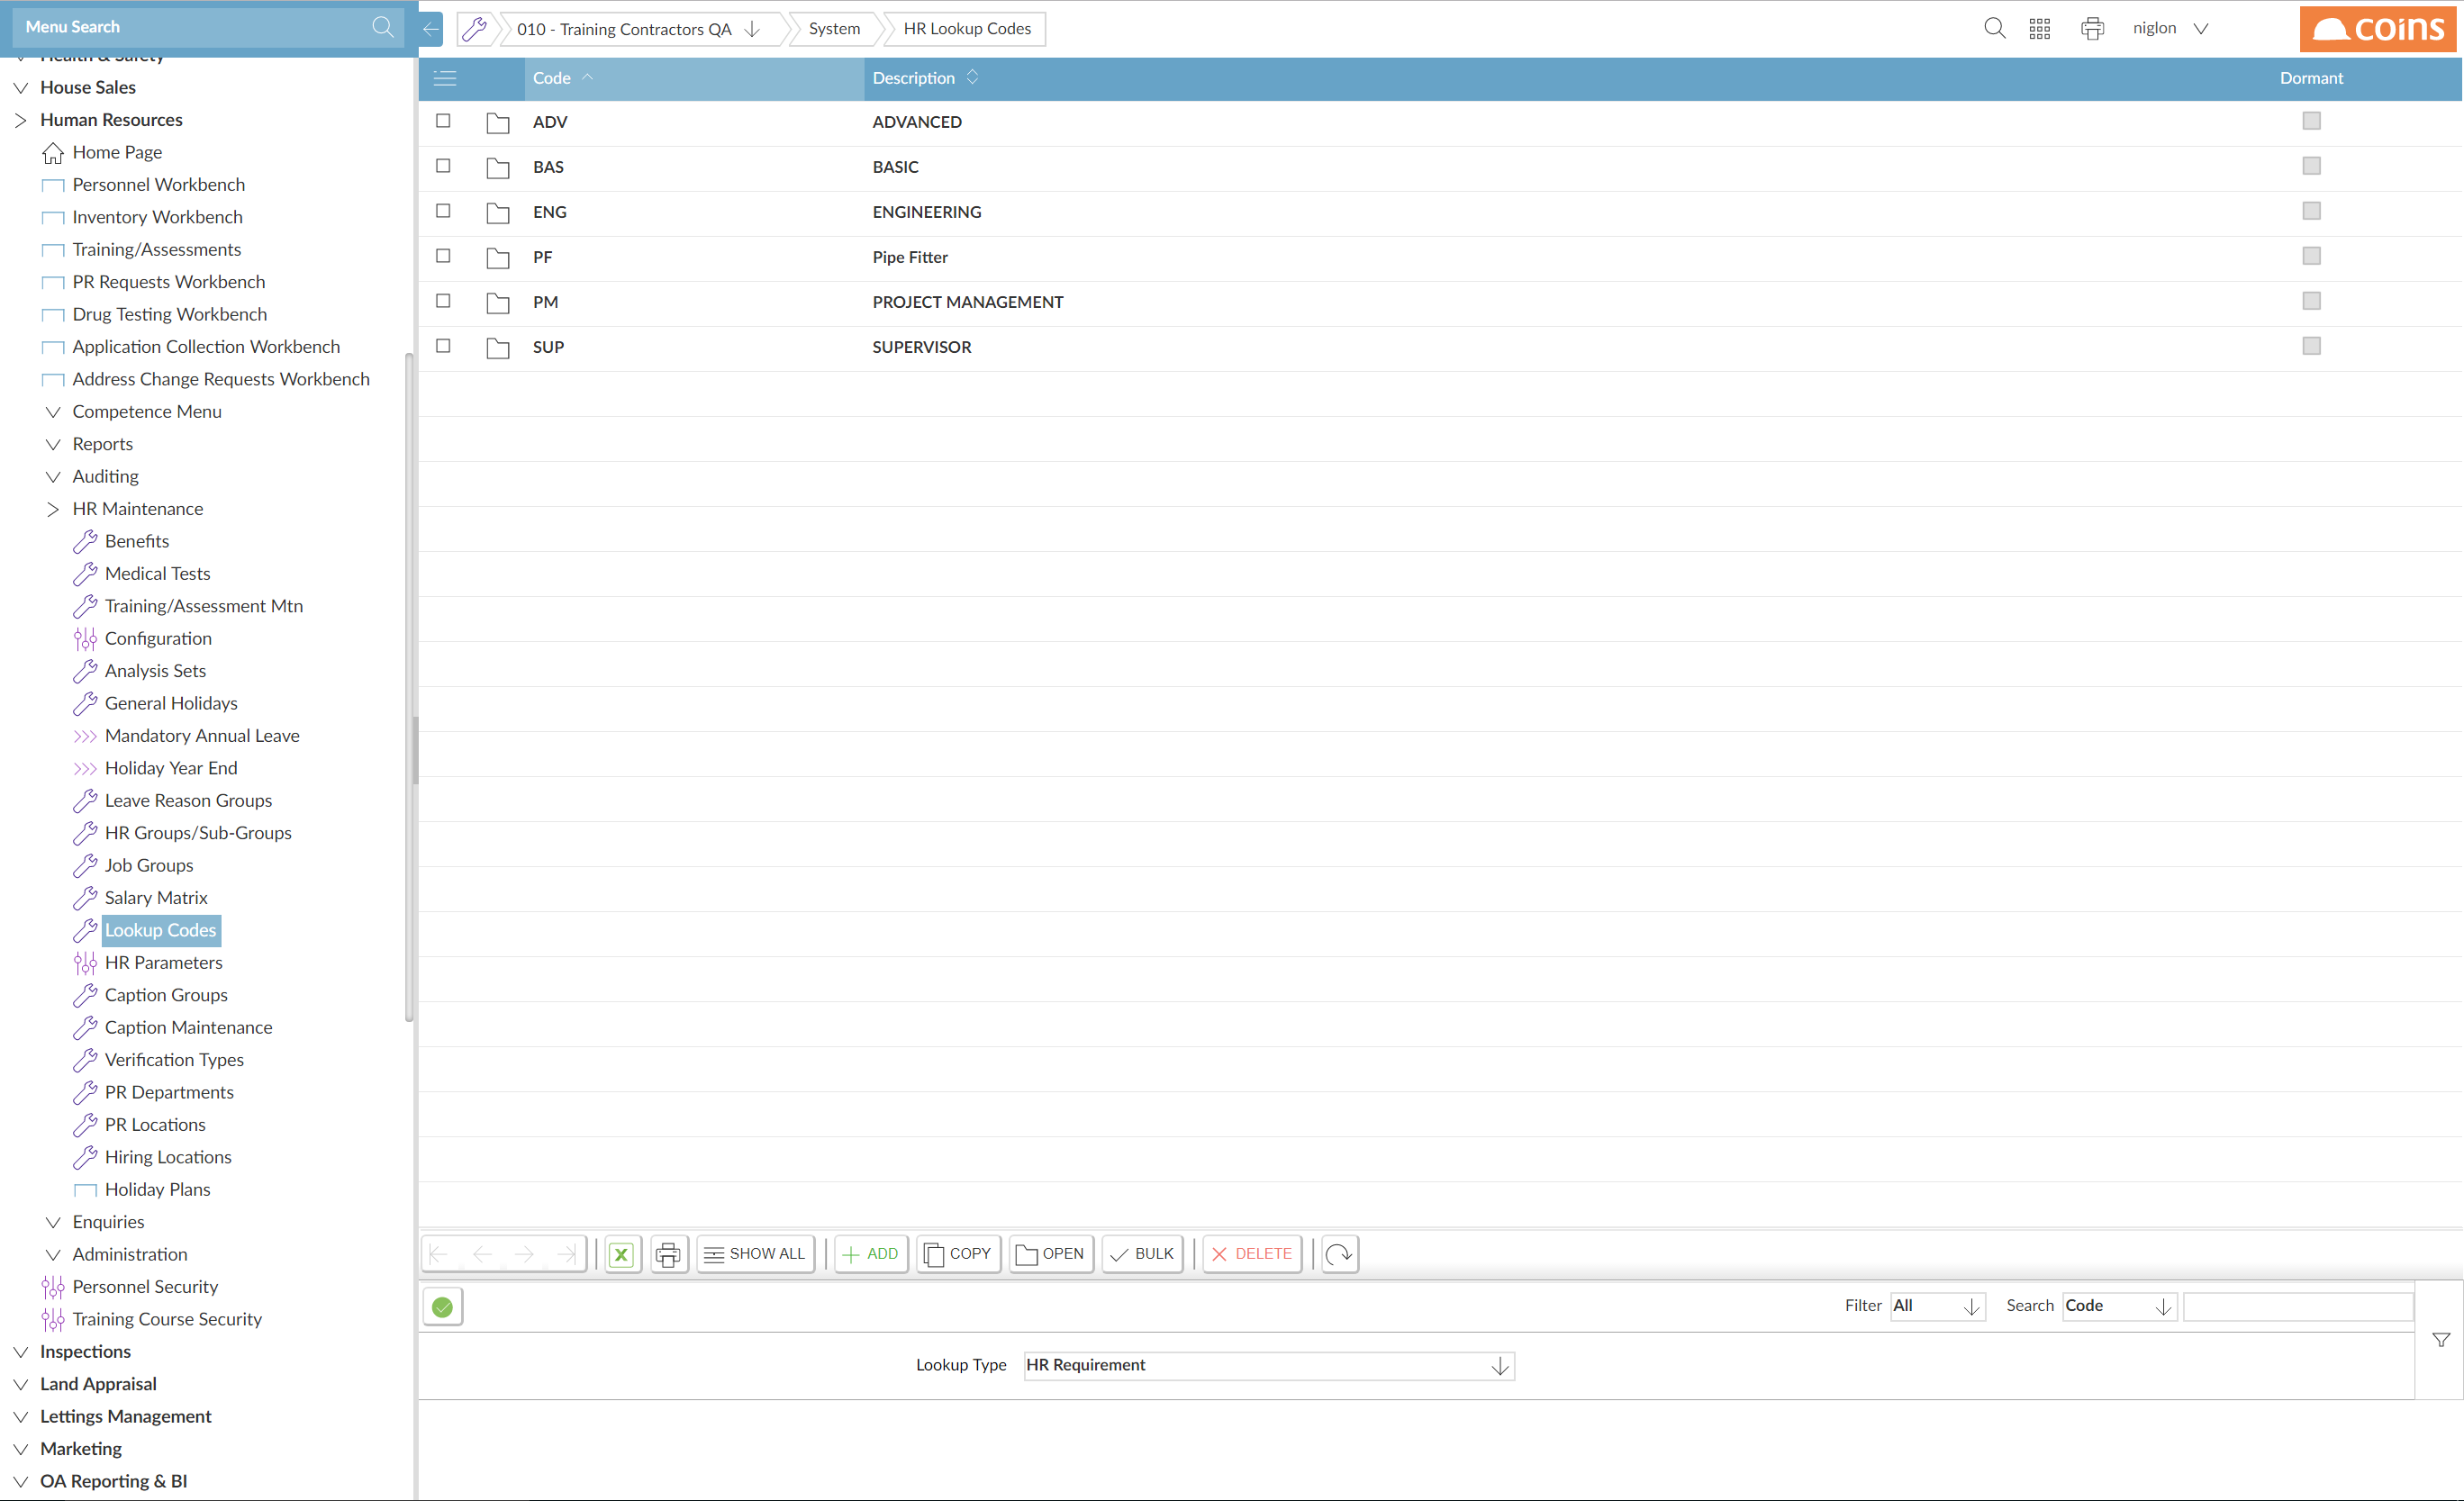 Menu Search
010 - Training Contractors QA
System
HR Lookup Codes
niglon
coins
Health & Safety
House Sales
Human Resources
Home Page
Personnel Workbench
Inventory Workbench
Training/Assessments
PR Requests Workbench
Drug Testing Workbench
Application Collection Workbench
Address Change Requests Workbench
Competence Menu
Reports
Auditing
HR Maintenance
Benefits
Medical Tests
Training/Assessment Mtn
Configuration
Analysis Sets
General Holidays
Mandatory Annual Leave
Holiday Year End
Leave Reason Groups
HR Groups/Sub-Groups
Job Groups
Salary Matrix
Lookup Codes
HR Parameters
Caption Groups
Caption Maintenance
Verification Types
PR Departments
PR Locations
Hiring Locations
Holiday Plans
Enquiries
Administration
Personnel Security
Training Course Security
Inspections
Land Appraisal
Lettings Management
Marketing
OA Reporting & BI
Code Description Dormant
ADV ADVANCED
BAS BASIC
ENG ENGINEERING
PF Pipe Fitter
PM PROJECT MANAGEMENT
SUP SUPERVISOR
SHOW ALL ADD COPY OPEN BULK DELETE
Filter All Search Code
Lookup Type HR Requirement